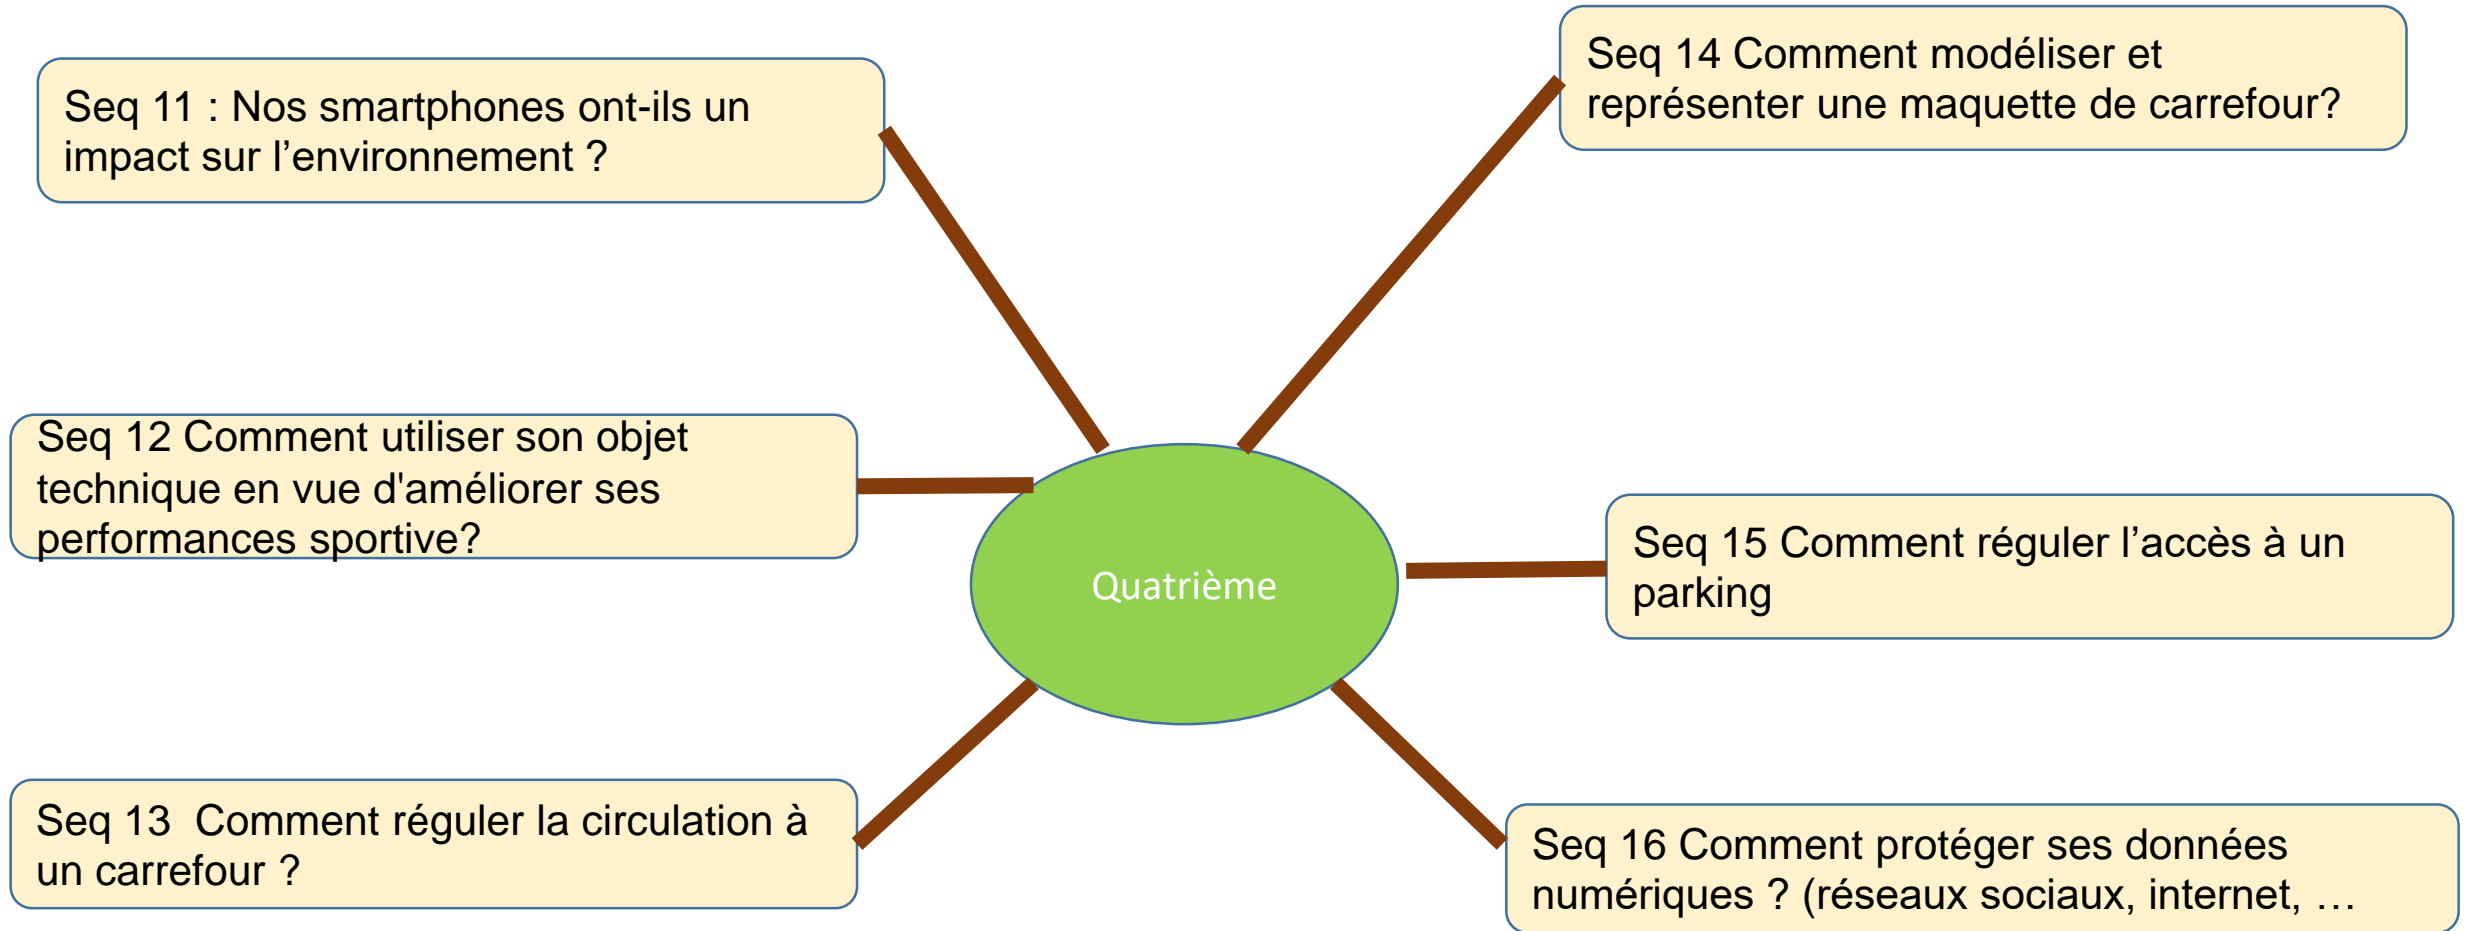 Seq 11 : Nos smartphones ont-ils un
impact sur l’environnement ?
Seq 12 Comment utiliser son objet
technique en vue d'améliorer ses
performances sportive?
Seq 13  Comment réguler la circulation à
un carrefour ?
Quatrième
Seq 14 Comment modéliser et
représenter une maquette de carrefour?
Seq 15 Comment réguler l’accès à un
parking
Seq 16 Comment protéger ses données
numériques ? (réseaux sociaux, internet, …